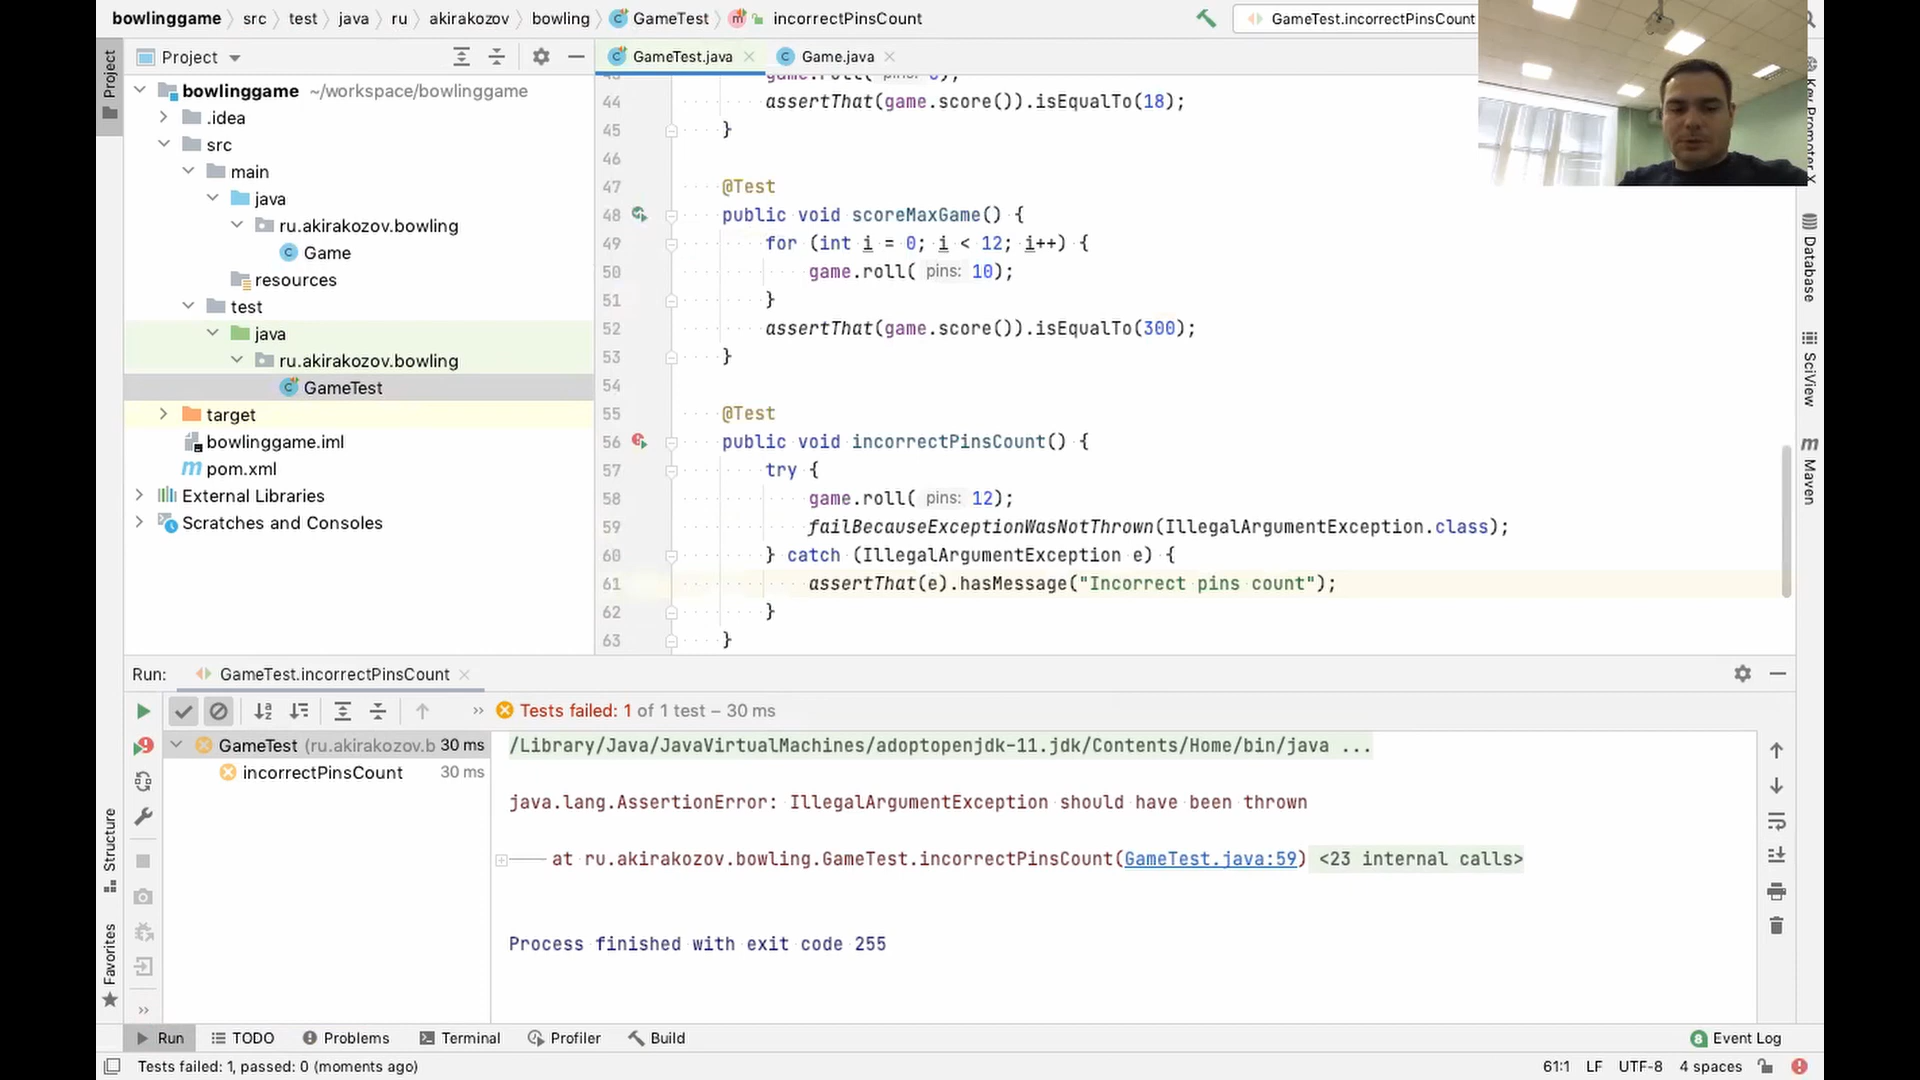 bowlinggame src test java ru akirakozov bowling GameTest incorrectPinsCount
GameTest.incorrectPinsCount
Project
GameTest.java Game.java
bowlinggame ~/workspace/bowlinggame
.idea
src
main
java
ru.akirakozov.bowling
Game
resources
test
java
ru.akirakozov.bowling
GameTest
target
bowlinggame.iml
pom.xml
External Libraries
Scratches and Consoles
Project
Structure
Favorites
44 assertThat(game.score()).isEqualTo(18);
45 }
46
47 @Test
48 public void scoreMaxGame() {
49 for (int i = 0; i < 12; i++) {
50 game.roll( pins: 10);
51 }
52 assertThat(game.score()).isEqualTo(300);
53 }
54
55 @Test
56 public void incorrectPinsCount() {
57 try {
58 game.roll( pins: 12);
59 failBecauseExceptionWasNotThrown(IllegalArgumentException.class);
60 } catch (IllegalArgumentException e) {
61 assertThat(e).hasMessage("Incorrect pins count");
62 }
63 }
Key Promoter X
Database
SciView
Maven
Run: GameTest.incorrectPinsCount
Tests failed: 1 of 1 test – 30 ms
GameTest (ru.akirakozov.b 30 ms
incorrectPinsCount 30 ms
/Library/Java/JavaVirtualMachines/adoptopenjdk-11.jdk/Contents/Home/bin/java ...
java.lang.AssertionError: IllegalArgumentException should have been thrown
at ru.akirakozov.bowling.GameTest.incorrectPinsCount(GameTest.java:59) <23 internal calls>
Process finished with exit code 255
Run TODO Problems Terminal Profiler Build 8 Event Log
Tests failed: 1, passed: 0 (moments ago) 61:1 LF UTF-8 4 spaces